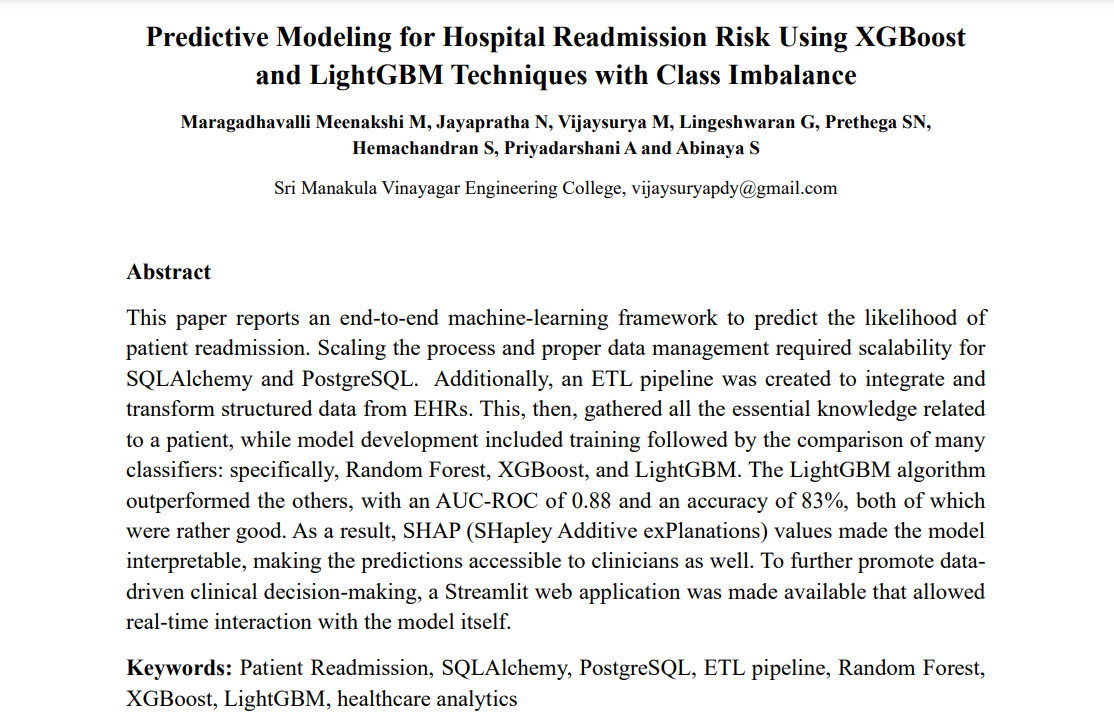 Predictive Modeling for Hospital Readmission Risk Using XGBoost
and LightGBM Techniques with Class Imbalance
Maragadhavalli Meenakshi M, Jayapratha N, Vijaysurya M, Lingeshwaran G, Prethega SN,
Hemachandran S, Priyadarshani A and Abinaya S
Sri Manakula Vinayagar Engineering College, vijaysuryapdy@gmail.com
Abstract
This paper reports an end-to-end machine-learning framework to predict the likelihood of
patient readmission. Scaling the process and proper data management required scalability for
SQLAlchemy and PostgreSQL.  Additionally, an ETL pipeline was created to integrate and
transform structured data from EHRs. This, then, gathered all the essential knowledge related
to a patient, while model development included training followed by the comparison of many
classifiers: specifically, Random Forest, XGBoost, and LightGBM. The LightGBM algorithm
outperformed the others, with an AUC-ROC of 0.88 and an accuracy of 83%, both of which
were rather good. As a result, SHAP (SHapley Additive exPlanations) values made the model
interpretable, making the predictions accessible to clinicians as well. To further promote data-
driven clinical decision-making, a Streamlit web application was made available that allowed
real-time interaction with the model itself.
Keywords: Patient Readmission, SQLAlchemy, PostgreSQL, ETL pipeline, Random Forest,
XGBoost, LightGBM, healthcare analytics